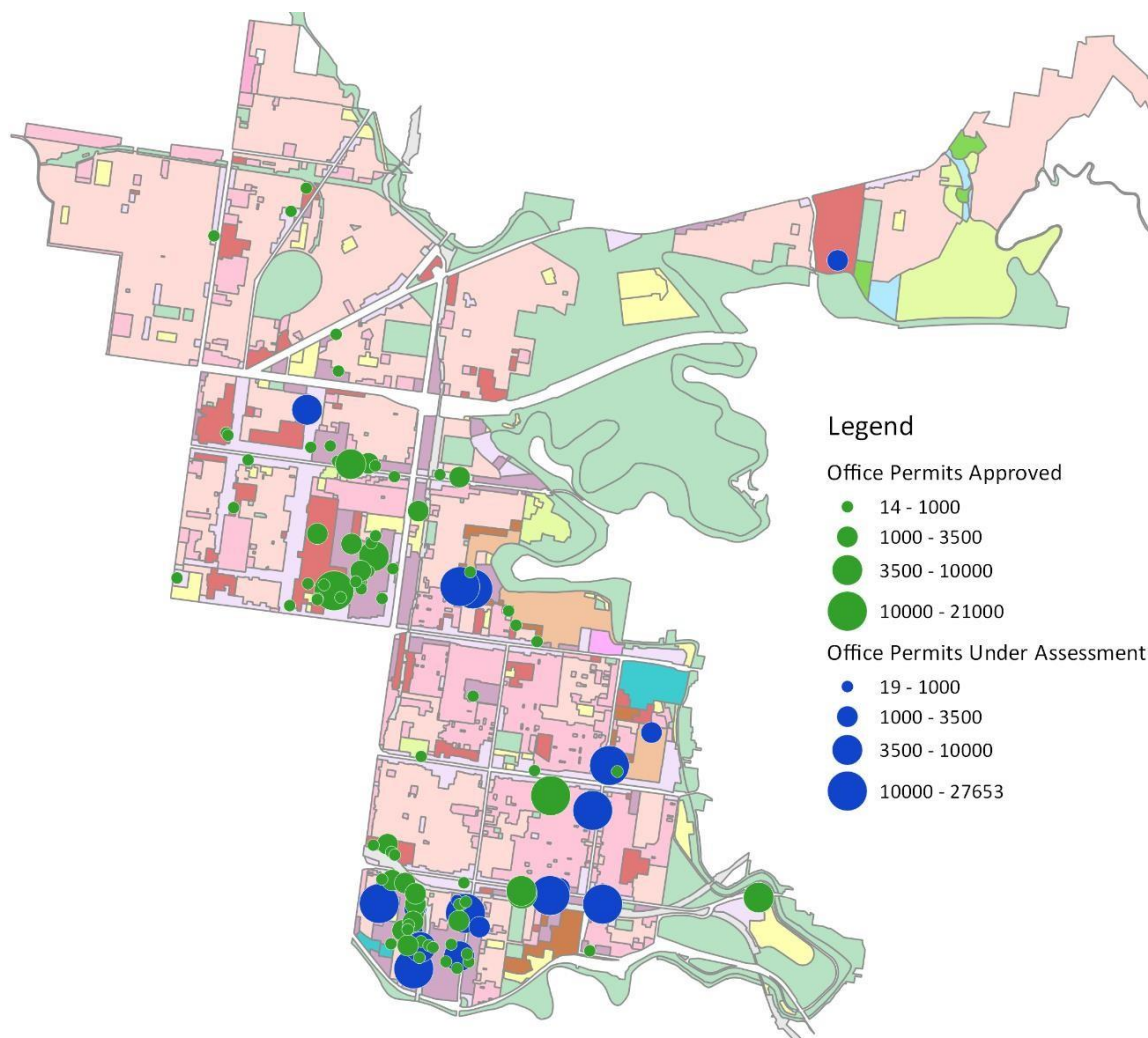 Legend
Office Permits Approved
14 - 1000
1000 - 3500
3500 - 10000
10000 - 21000
Office Permits Under Assessment
19 - 1000
1000 - 3500
3500 - 10000
10000 - 27653